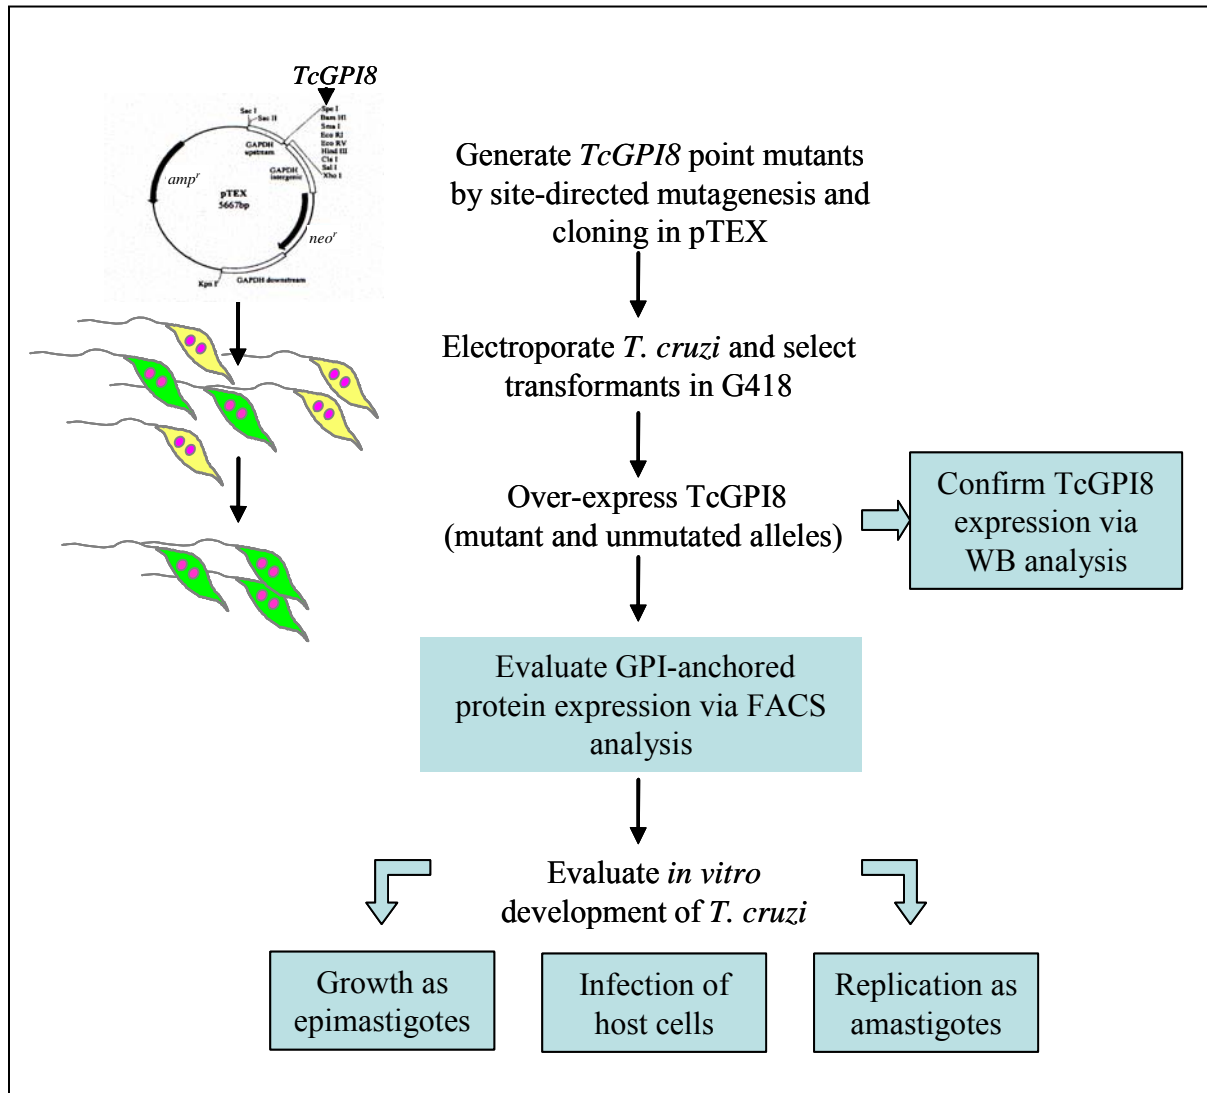 TcGPI8
Sac I
Sac II
Spe I
Bam HI
Sma I
Eco RI
Eco RV
Hind III
Cla I
Sal I
Xho I
GAPDH
upstream
GAPDH
intergenic
amp^r
pTEX
5667bp
neo^r
Kpn I
GAPDH downstream
Generate TcGPI8 point mutants
by site-directed mutagenesis and
cloning in pTEX
Electroporate T. cruzi and select
transformants in G418
Over-express TcGPI8
(mutant and unmutated alleles)
Confirm TcGPI8
expression via
WB analysis
Evaluate GPI-anchored
protein expression via FACS
analysis
Evaluate in vitro
development of T. cruzi
Growth as
epimastigotes
Infection of
host cells
Replication as
amastigotes